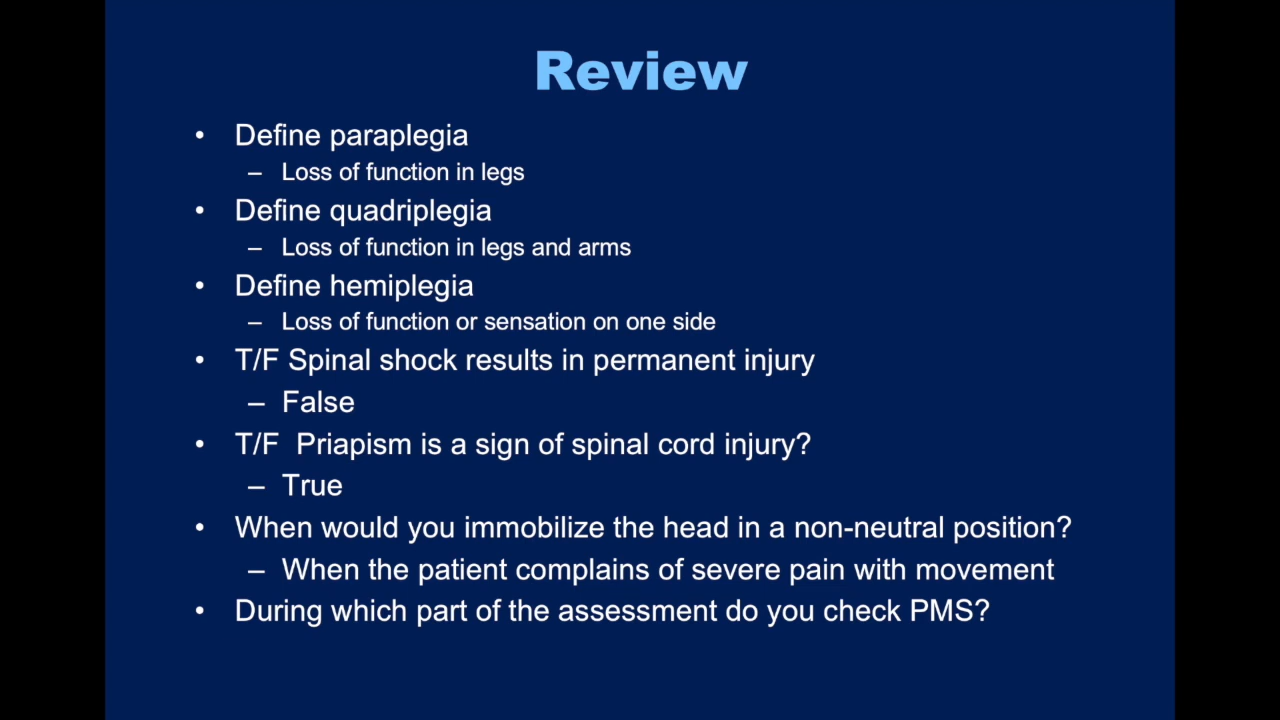 Review
• Define paraplegia
– Loss of function in legs
• Define quadriplegia
– Loss of function in legs and arms
• Define hemiplegia
– Loss of function or sensation on one side
• T/F Spinal shock results in permanent injury
– False
• T/F  Priapism is a sign of spinal cord injury?
– True
• When would you immobilize the head in a non-neutral position?
– When the patient complains of severe pain with movement
• During which part of the assessment do you check PMS?